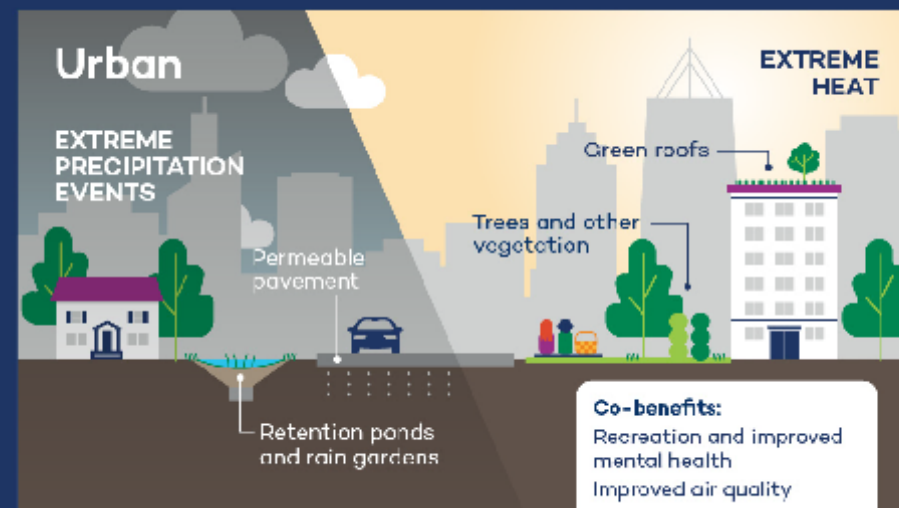 Urban
EXTREME
PRECIPITATION
EVENTS
EXTREME
HEAT
Green roofs
Trees and other
vegetation
Permeable
pavement
Retention ponds
and rain gardens
Co-benefits:
Recreation and improved
mental health
Improved air quality